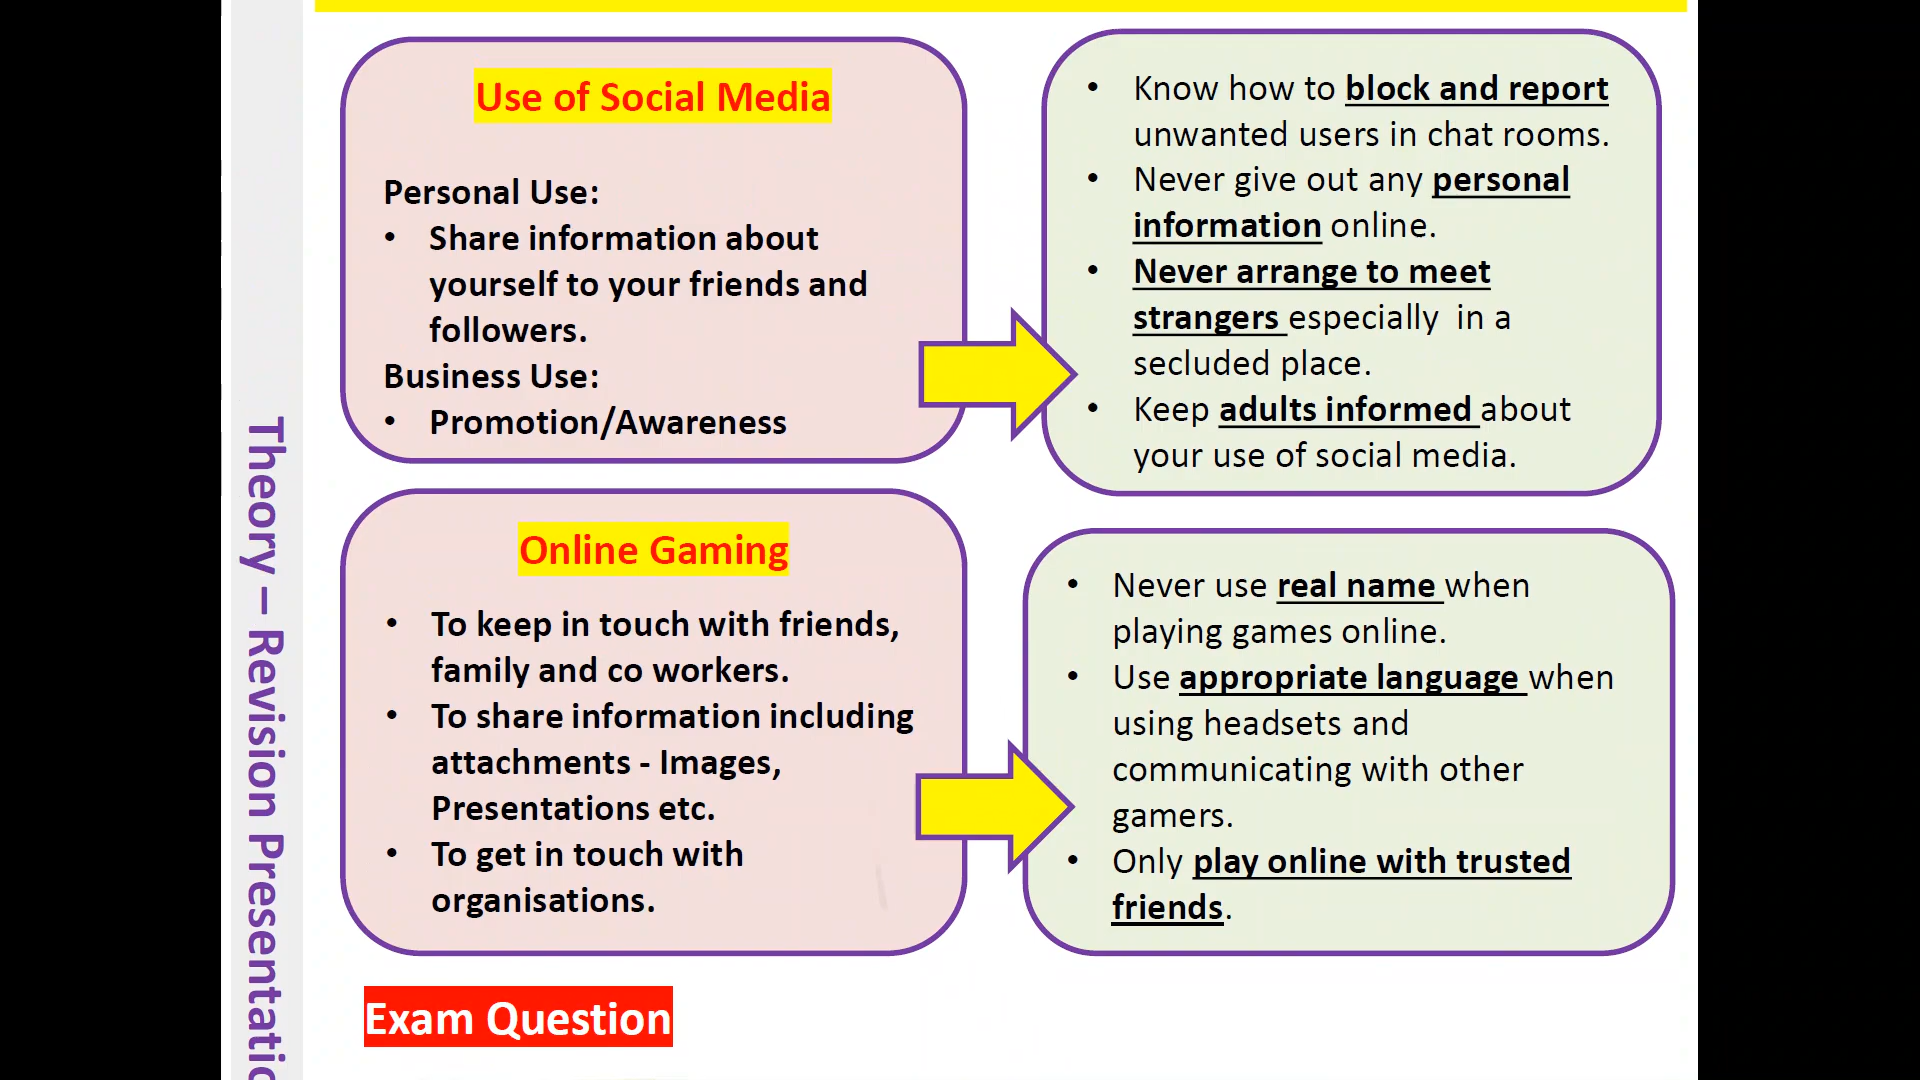 Theory – Revision Presentatio
Use of Social Media
Personal Use:
• Share information about
yourself to your friends and
followers.
Business Use:
• Promotion/Awareness
• Know how to block and report
unwanted users in chat rooms.
• Never give out any personal
information online.
• Never arrange to meet
strangers especially in a
secluded place.
• Keep adults informed about
your use of social media.
Online Gaming
• To keep in touch with friends,
family and co workers.
• To share information including
attachments - Images,
Presentations etc.
• To get in touch with
organisations.
• Never use real name when
playing games online.
• Use appropriate language when
using headsets and
communicating with other
gamers.
• Only play online with trusted
friends.
Exam Question